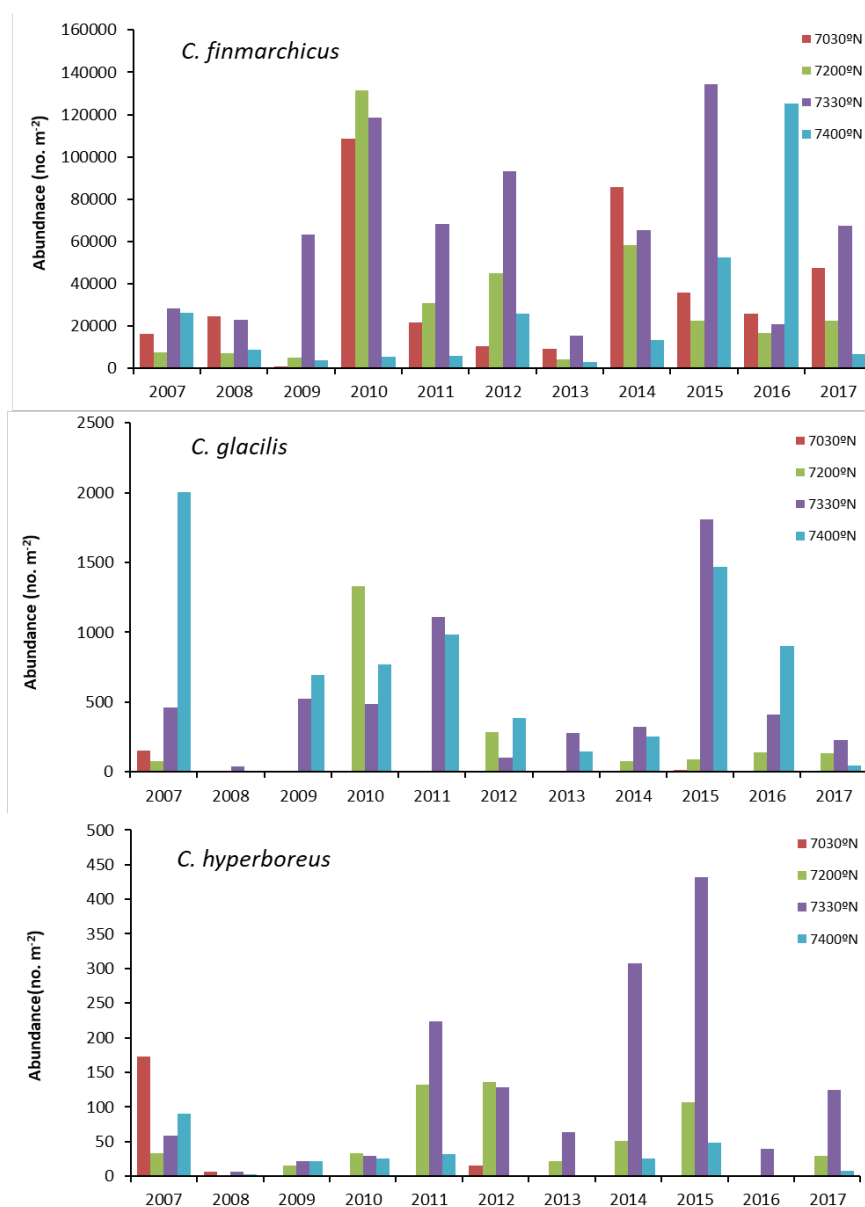 C. finmarchicus
Abundnace (no. m-2)
160000
140000
120000
100000
80000
60000
40000
20000
0
2007 2008 2009 2010 2011 2012 2013 2014 2015 2016 2017
7030ºN
7200ºN
7330ºN
7400ºN
C. glacilis
Abundance (no. m-2)
2500
2000
1500
1000
500
0
2007 2008 2009 2010 2011 2012 2013 2014 2015 2016 2017
7030ºN
7200ºN
7330ºN
7400ºN
C. hyperboreus
Abundance(no. m-2)
500
450
400
350
300
250
200
150
100
50
0
2007 2008 2009 2010 2011 2012 2013 2014 2015 2016 2017
7030ºN
7200ºN
7330ºN
7400ºN